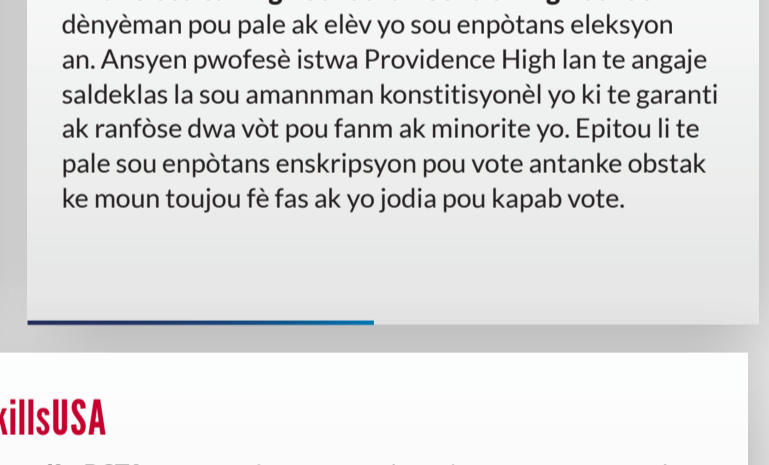 dènyèman pou pale ak elèv yo sou enpòtans eleksyon
an. Ansyen pwofesè istwa Providence High lan te angaje
saldeklas la sou amannman konstitisyonèl yo ki te garanti
ak ranfòse dwa vòt pou fanm ak minorite yo. Epitou li te
pale sou enpòtans enskripsyon pou vote antanke obstak
ke moun toujou fè fas ak yo jodia pou kapab vote.
killsUSA